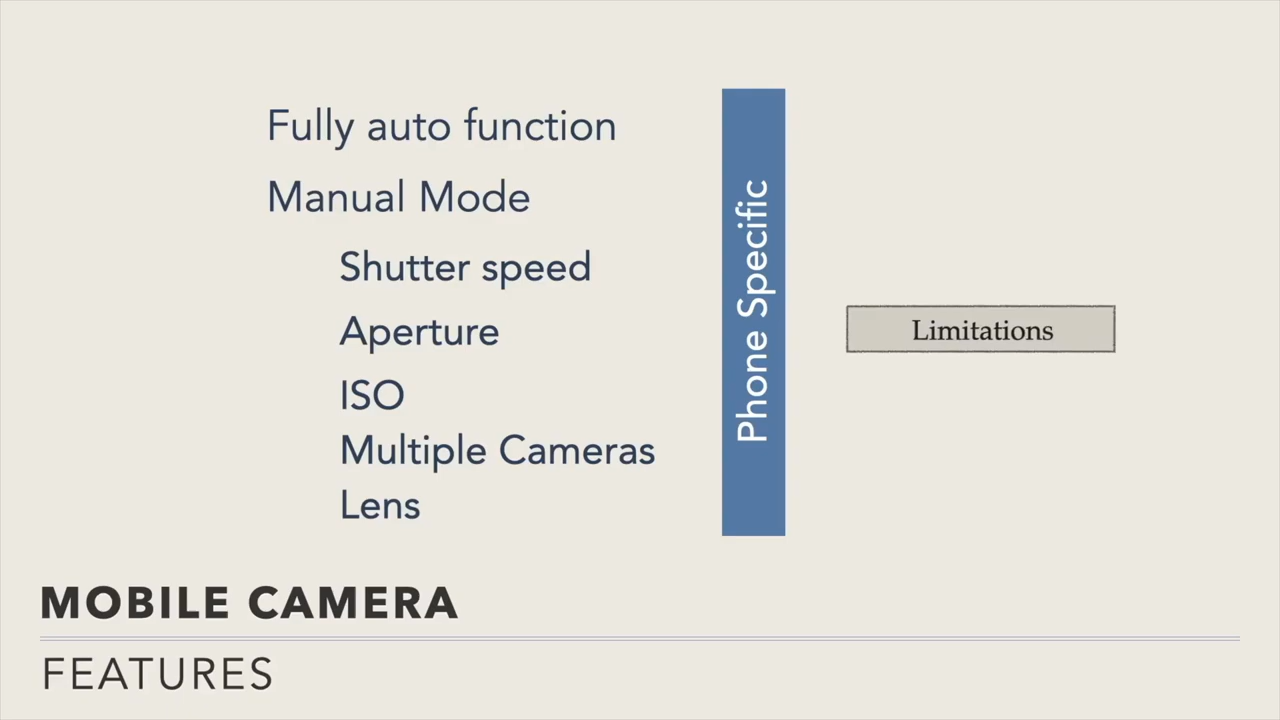 Fully auto function
Manual Mode
Shutter speed
Aperture
ISO
Multiple Cameras
Lens
Phone Specific
Limitations
MOBILE CAMERA
FEATURES